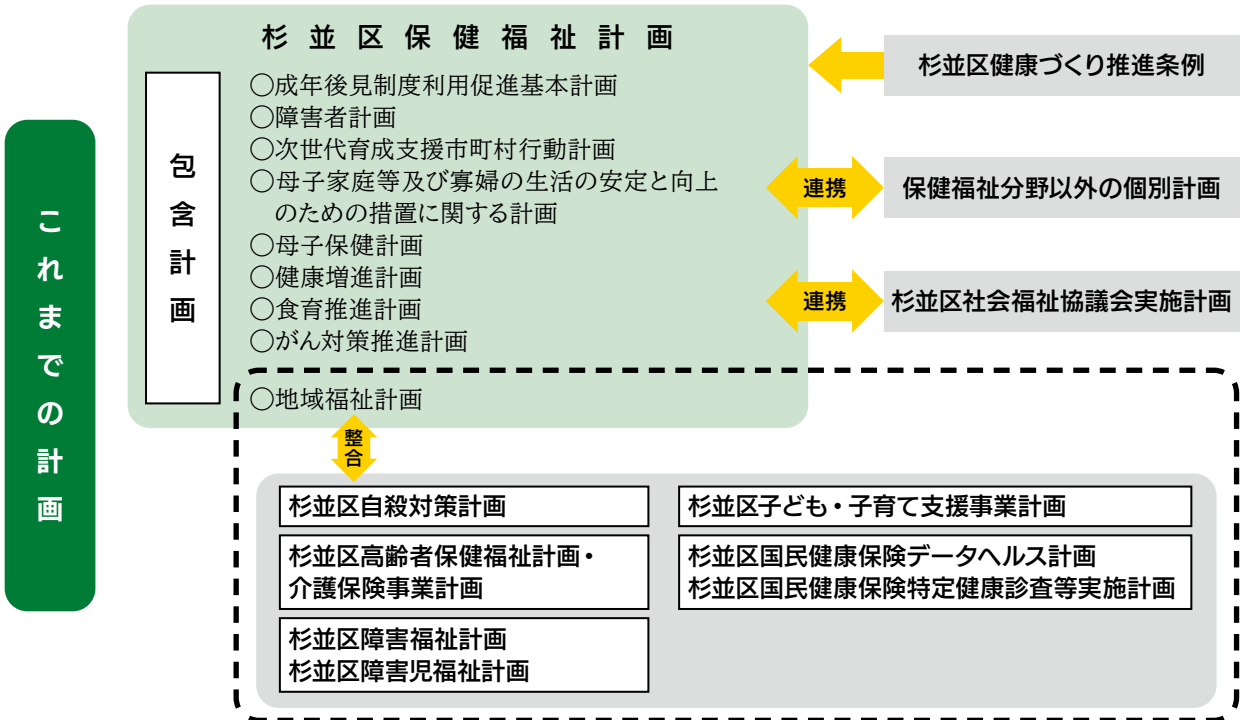 これまでの計画
杉並区保健福祉計画
包含計画
○成年後見制度利用促進基本計画
○障害者計画
○次世代育成支援市町村行動計画
○母子家庭等及び寡婦の生活の安定と向上
のための措置に関する計画
○母子保健計画
○健康増進計画
○食育推進計画
○がん対策推進計画
○地域福祉計画
杉並区健康づくり推進条例
連携
保健福祉分野以外の個別計画
連携
杉並区社会福祉協議会実施計画
整合
杉並区自殺対策計画
杉並区高齢者保健福祉計画・
介護保険事業計画
杉並区障害福祉計画
杉並区障害児福祉計画
杉並区子ども・子育て支援事業計画
杉並区国民健康保険データヘルス計画
杉並区国民健康保険特定健康診査等実施計画